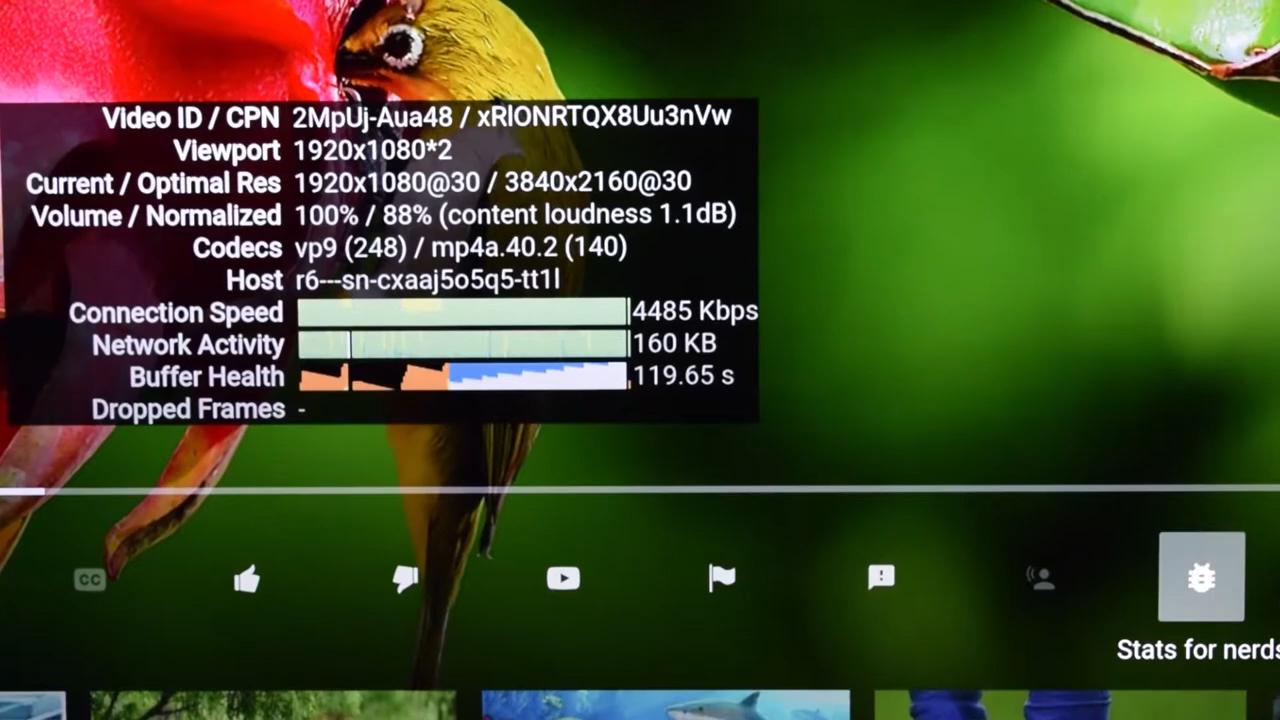 Video ID / CPN 2MpUj-Aua48 / xRlONRTQX8Uu3nVw
Viewport 1920x1080*2
Current / Optimal Res 1920x1080@30 / 3840x2160@30
Volume / Normalized 100% / 88% (content loudness 1.1dB)
Codecs vp9 (248) / mp4a.40.2 (140)
Host r6---sn-cxaaj5o5q5-tt1l
Connection Speed 4485 Kbps
Network Activity 160 KB
Buffer Health 119.65 s
Dropped Frames -
CC
Stats for nerds